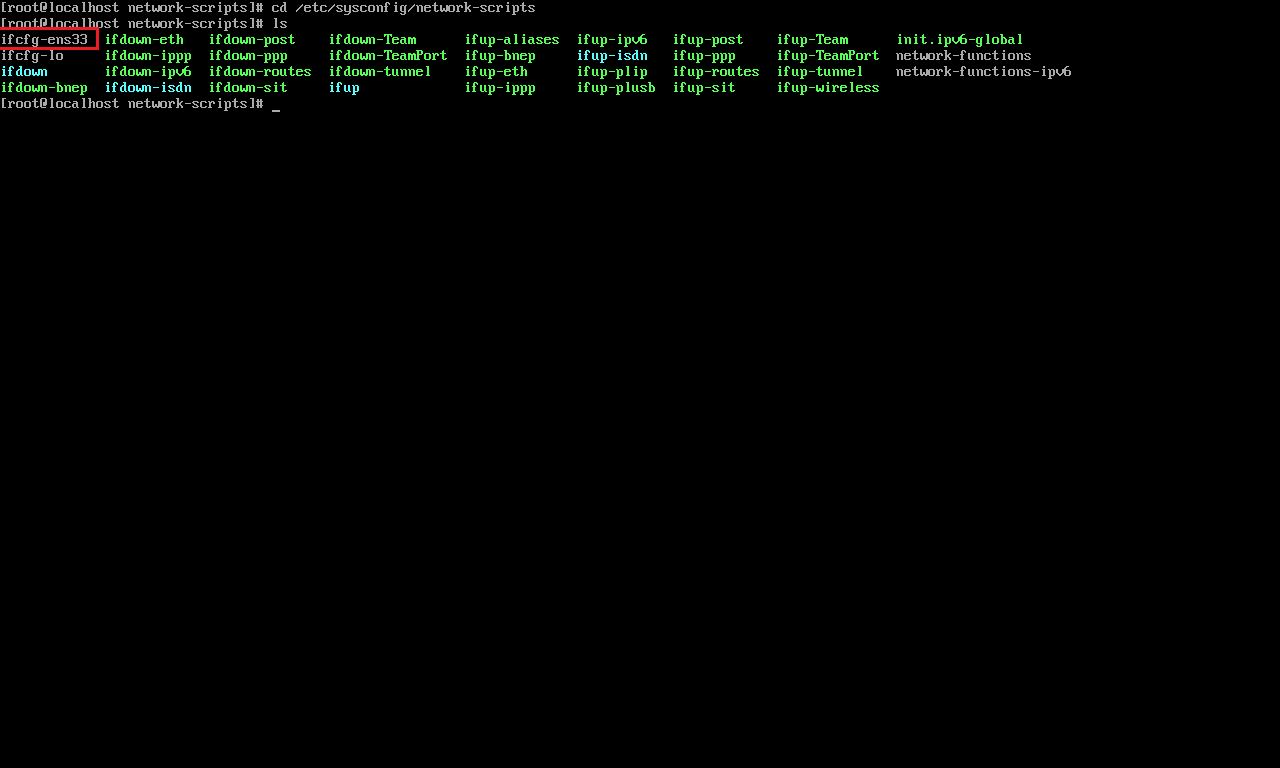 [root@localhost network-scripts]# cd /etc/sysconfig/network-scripts
[root@localhost network-scripts]# ls
ifcfg-ens33  ifdown-eth   ifdown-post    ifdown-Team      ifup-aliases  ifup-ipv6   ifup-post    ifup-Team      init.ipv6-global
ifcfg-lo     ifdown-ippp  ifdown-ppp     ifdown-TeamPort  ifup-bnep     ifup-isdn   ifup-ppp     ifup-TeamPort  network-functions
ifdown       ifdown-ipv6  ifdown-routes  ifdown-tunnel    ifup-eth      ifup-plip   ifup-routes  ifup-tunnel    network-functions-ipv6
ifdown-bnep  ifdown-isdn  ifdown-sit     ifup             ifup-ippp     ifup-plusb  ifup-sit     ifup-wireless
[root@localhost network-scripts]# _